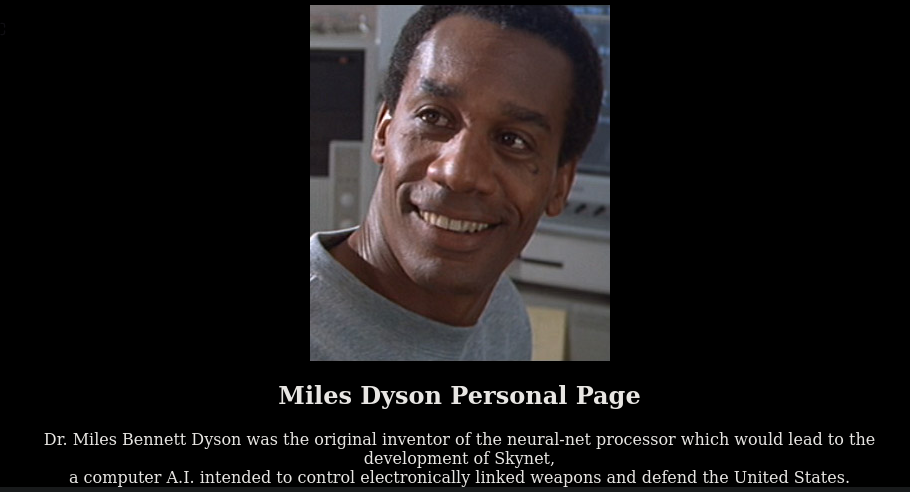 Miles Dyson Personal Page
Dr. Miles Bennett Dyson was the original inventor of the neural-net processor which would lead to the
development of Skynet,
a computer A.I. intended to control electronically linked weapons and defend the United States.